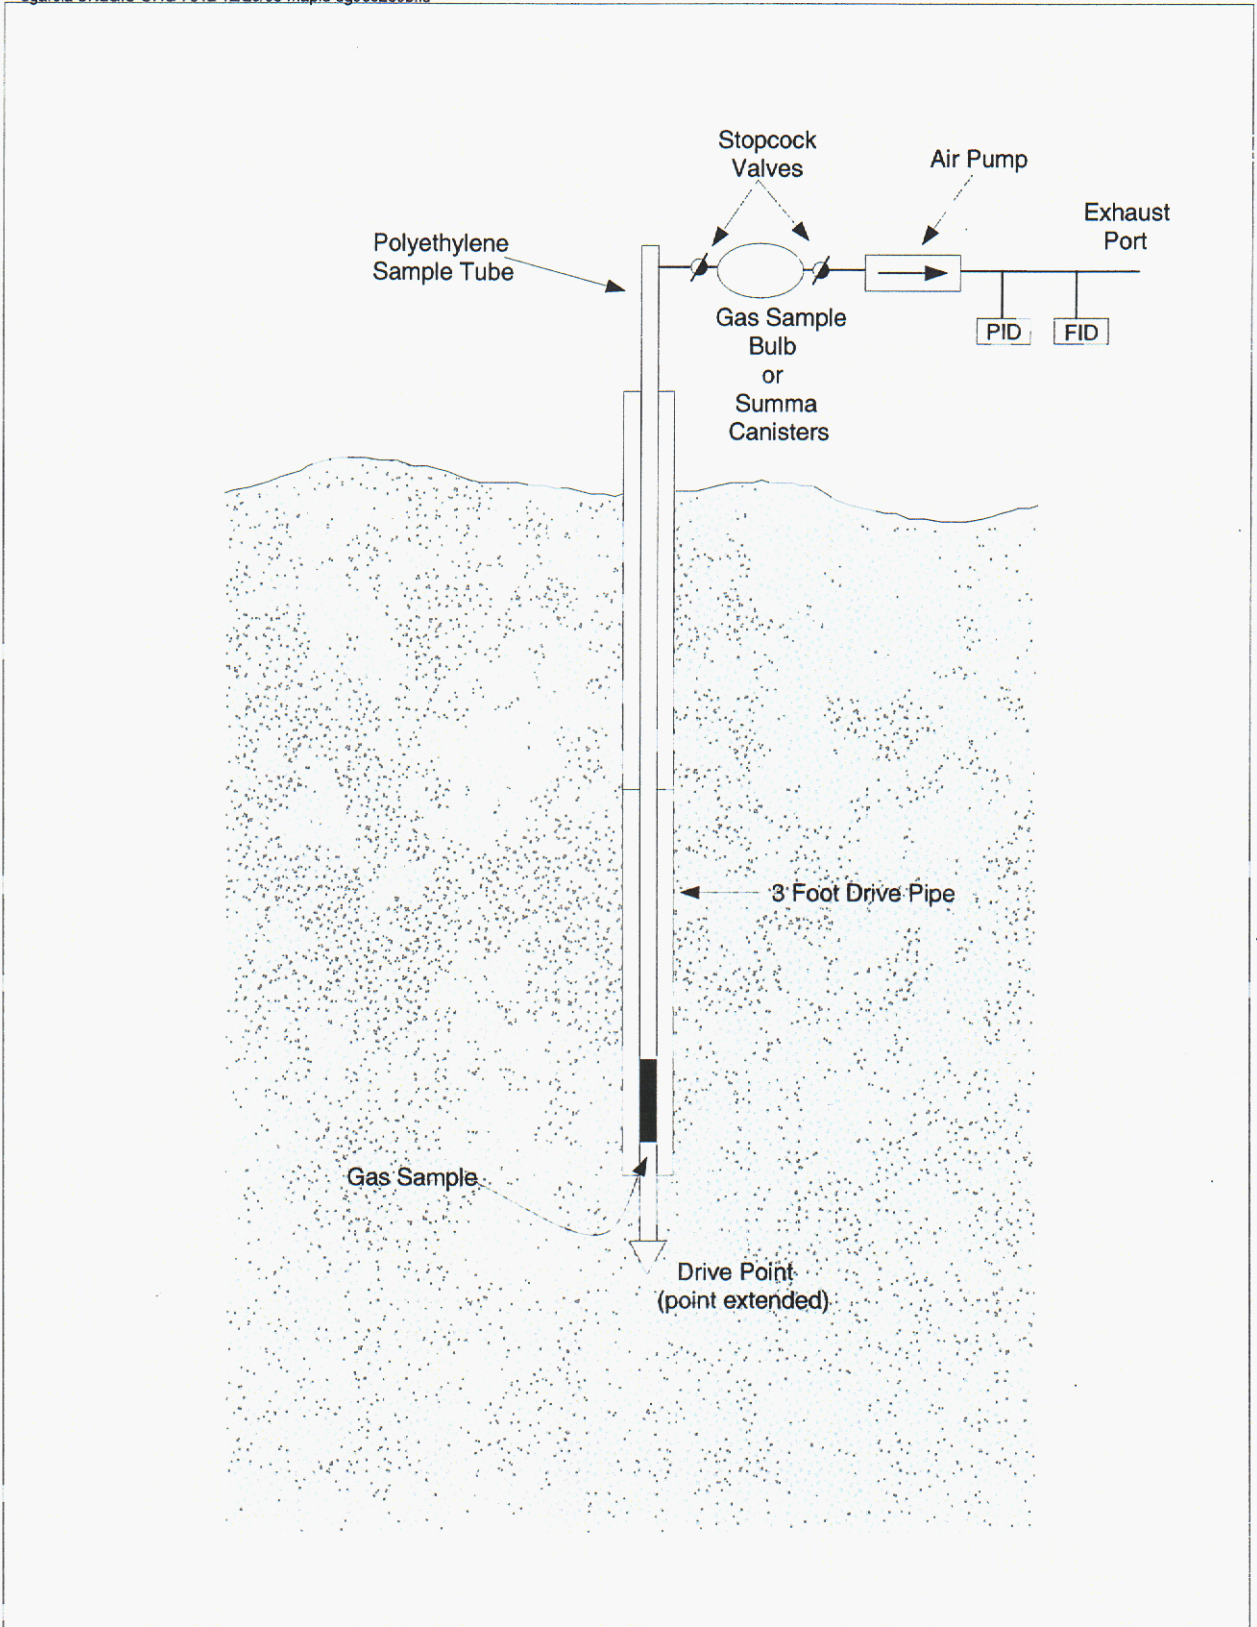 Stopcock
Valves
Air Pump
Exhaust
Port
Polyethylene
Sample Tube
PID
FID
Gas Sample
Bulb
or
Summa
Canisters
3 Foot Drive Pipe
Gas Sample
Drive Point
(point extended)